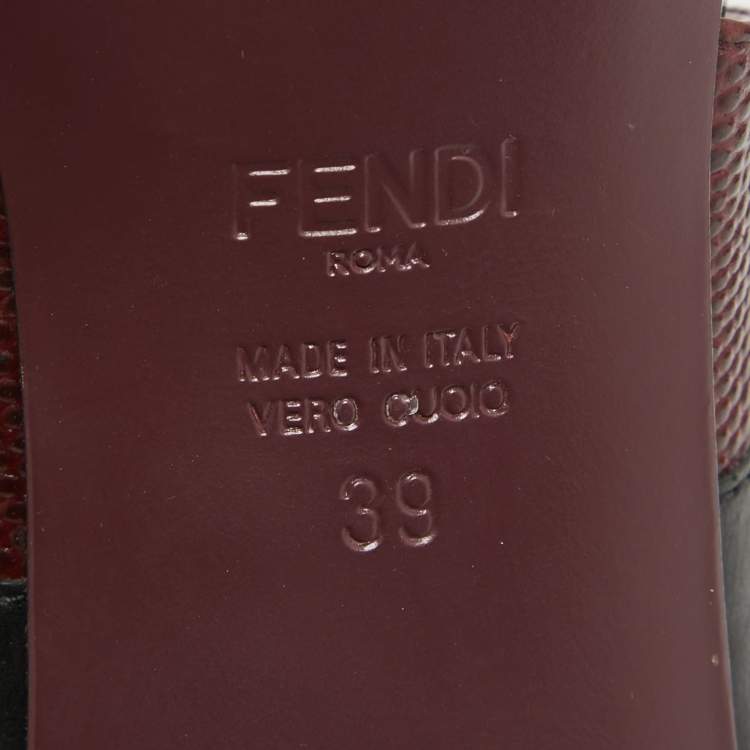 FENDI
ROMA
MADE IN ITALY
VERO CUOIO
39